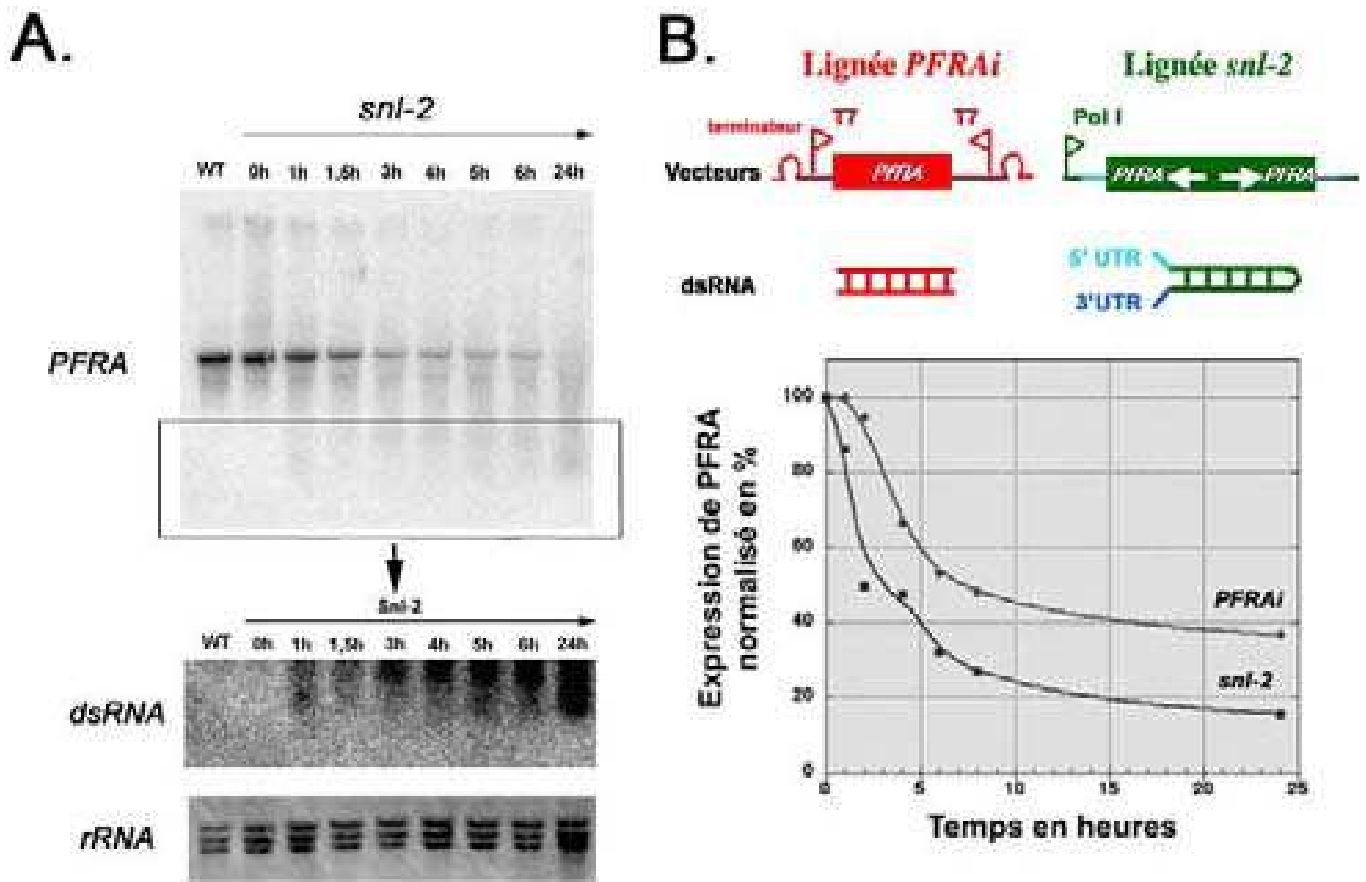 A.
snl-2
WT 0h 1h 1,5h 3h 4h 5h 6h 24h
PFRA
Snl-2
WT 0h 1h 1,5h 3h 4h 5h 6h 24h
dsRNA
rRNA
B.
Lignée PFRAi
Lignée snl-2
terminateur T7 T7
Pol I
Vecteurs
PFRA
PFRA PFRA
dsRNA
5' UTR
3'UTR
Expression de PFRA
normalisé en %
100
80
60
40
20
0
PFRAi
snl-2
0 5 10 15 20 25
Temps en heures